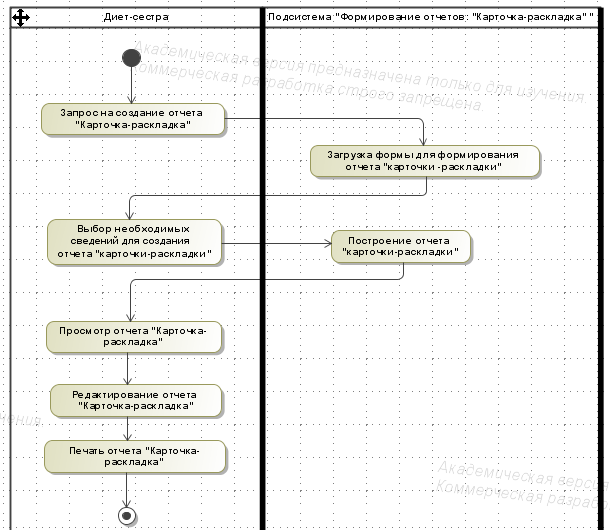 Диет-сестра
Подсистема "Формирование отчетов: "Карточка-раскладка" "
Академическая версия предназначена только для изучения
Коммерческая разработка строго запрещена
Запрос на создание отчета
"Карточка-раскладка"
Загрузка формы для формирования
отчета "карточки -раскладки"
Выбор необходимых
сведений для создания
отчета "карточки-раскладки"
Построение отчета
"карточки-раскладки"
Просмотр отчета "Карточка-
раскладка"
Редактирование отчета
"Карточка-раскладка"
Печать отчета "Карточка-
раскладка"
Академическая версия
Коммерческая